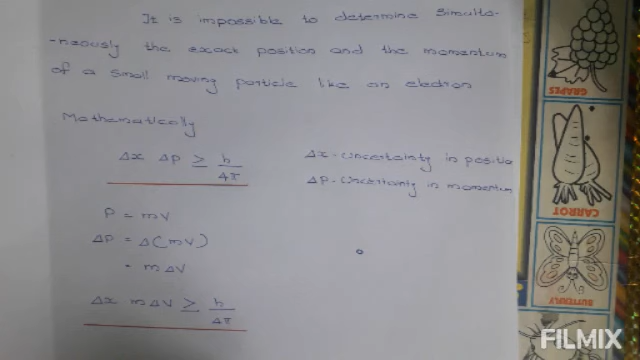 It is impossible to determine simulta-
-neously the exact position and the momentum
of a small moving particle like an electron
Mathematically
Δx Δp ≥ h/4π
Δx - uncertainty in positio
Δp - uncertainty in momentum
P = mv
Δp = Δ(mv)
= mΔv
Δx mΔv ≥ h/4π
GRAPES
CARROT
BUTTERFLY
FILMIX